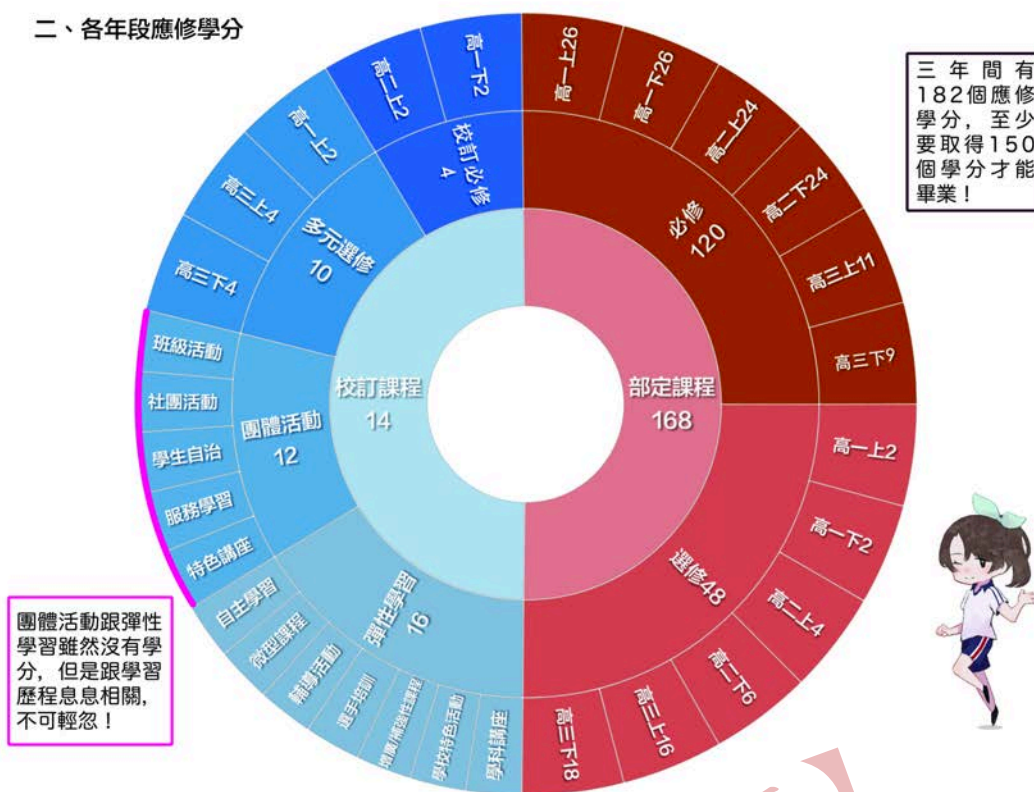 二、各年段應修學分
三年間有
182個應修
學分，至少
要取得150
個學分才能
畢業！
部定課程
168
必修
120
高一上26
高一下26
高二上24
高二下24
高三上11
高三下9
選修48
高一上2
高一下2
高二上4
高二下6
高三上16
高三下18
校訂課程
14
校訂必修
4
高一下2
高二上2
多元選修
10
高一上2
高三上4
高三下4
團體活動
12
班級活動
社團活動
學生自治
服務學習
特色講座
彈性學習
16
自主學習
微型課程
輔導活動
選手培訓
增廣/補強性課程
學校特色活動
學科講座
團體活動跟彈性
學習雖然沒有學
分，但是跟學習
歷程息息相關，
不可輕忽！